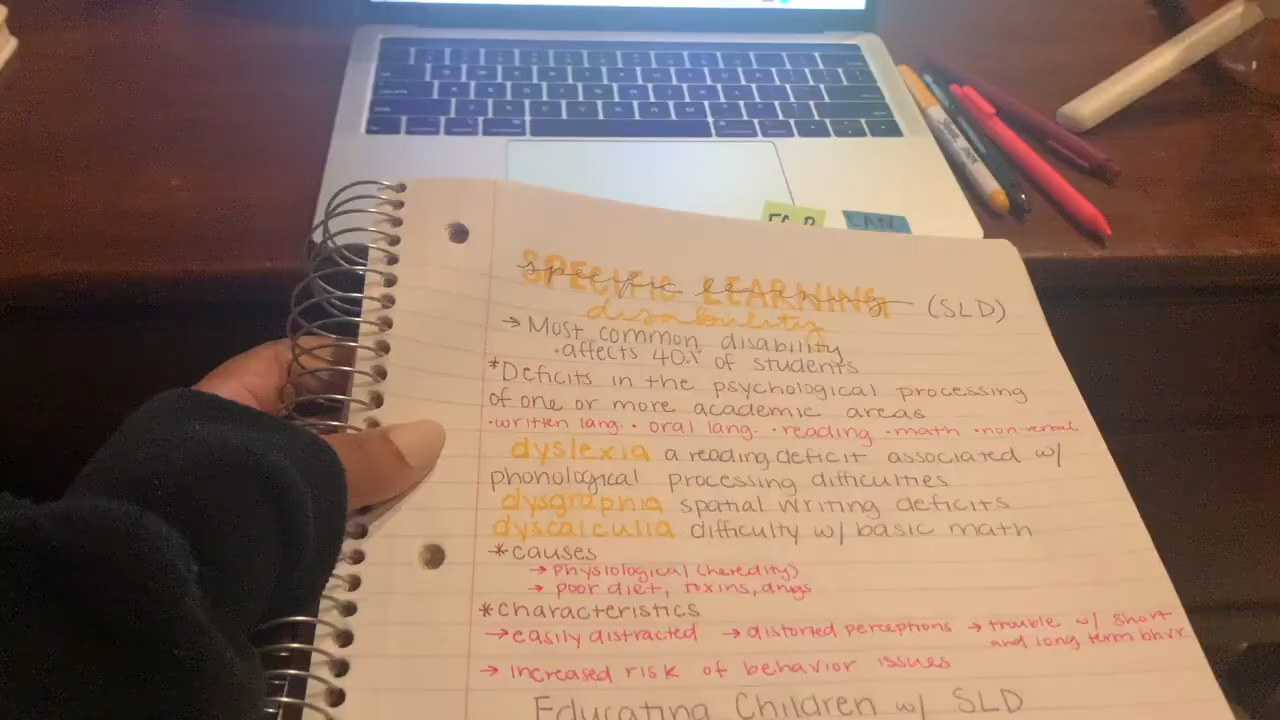 LAW
SPECIFIC LEARNING (SLD)
disability
→ Most common disability
• affects 40% of students
*Deficits in the psychological processing
of one or more academic areas
• written lang. • oral lang. • reading • math • non-verbal
dyslexia a reading deficit associated w/
phonological processing difficulties
dysgraphia spatial writing deficits
dyscalculia difficulty w/ basic math
*causes
→ Physiological (heredity)
→ poor diet, toxins, drugs
*Characteristics
→ easily distracted → distorted perceptions → trouble w/ short
and long term bhvr.
→ Increased risk of behavior issues
Educating Children w/ SLD